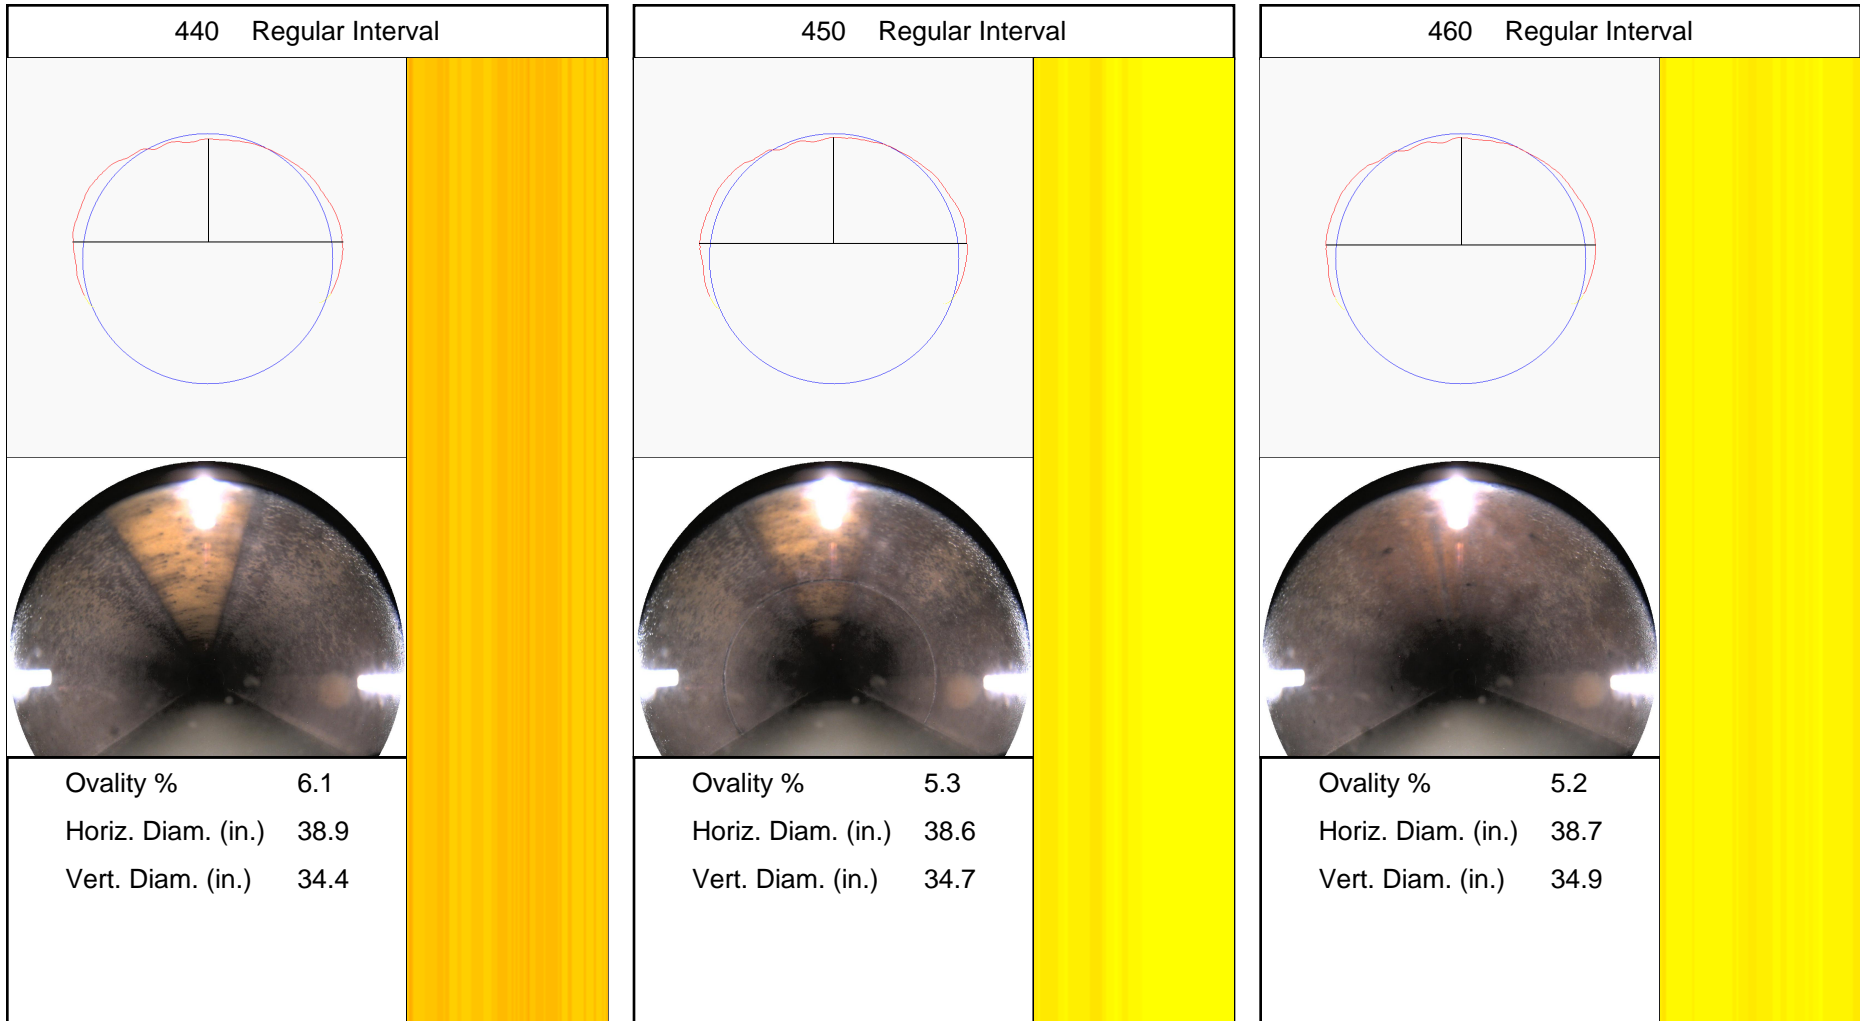 440 Regular Interval
Ovality % 6.1
Horiz. Diam. (in.) 38.9
Vert. Diam. (in.) 34.4
450 Regular Interval
Ovality % 5.3
Horiz. Diam. (in.) 38.6
Vert. Diam. (in.) 34.7
460 Regular Interval
Ovality % 5.2
Horiz. Diam. (in.) 38.7
Vert. Diam. (in.) 34.9